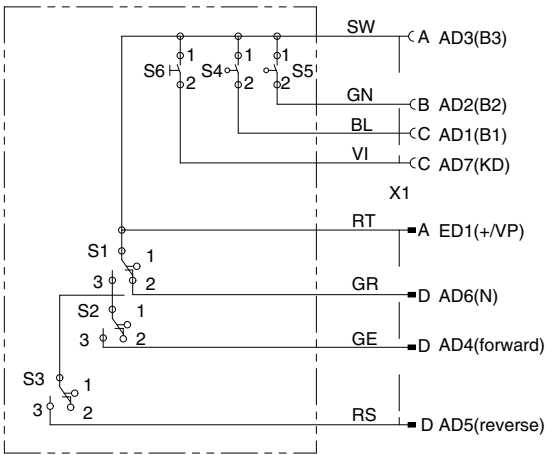 SW A AD3(B3)
1 1 1
S6 S4 S5
2 2 2
GN B AD2(B2)
BL C AD1(B1)
VI C AD7(KD)
X1
RT A ED1(+/VP)
S1 1
3 2
GR D AD6(N)
S2 1
3 2
GE D AD4(forward)
S3 1
3 2
RS D AD5(reverse)